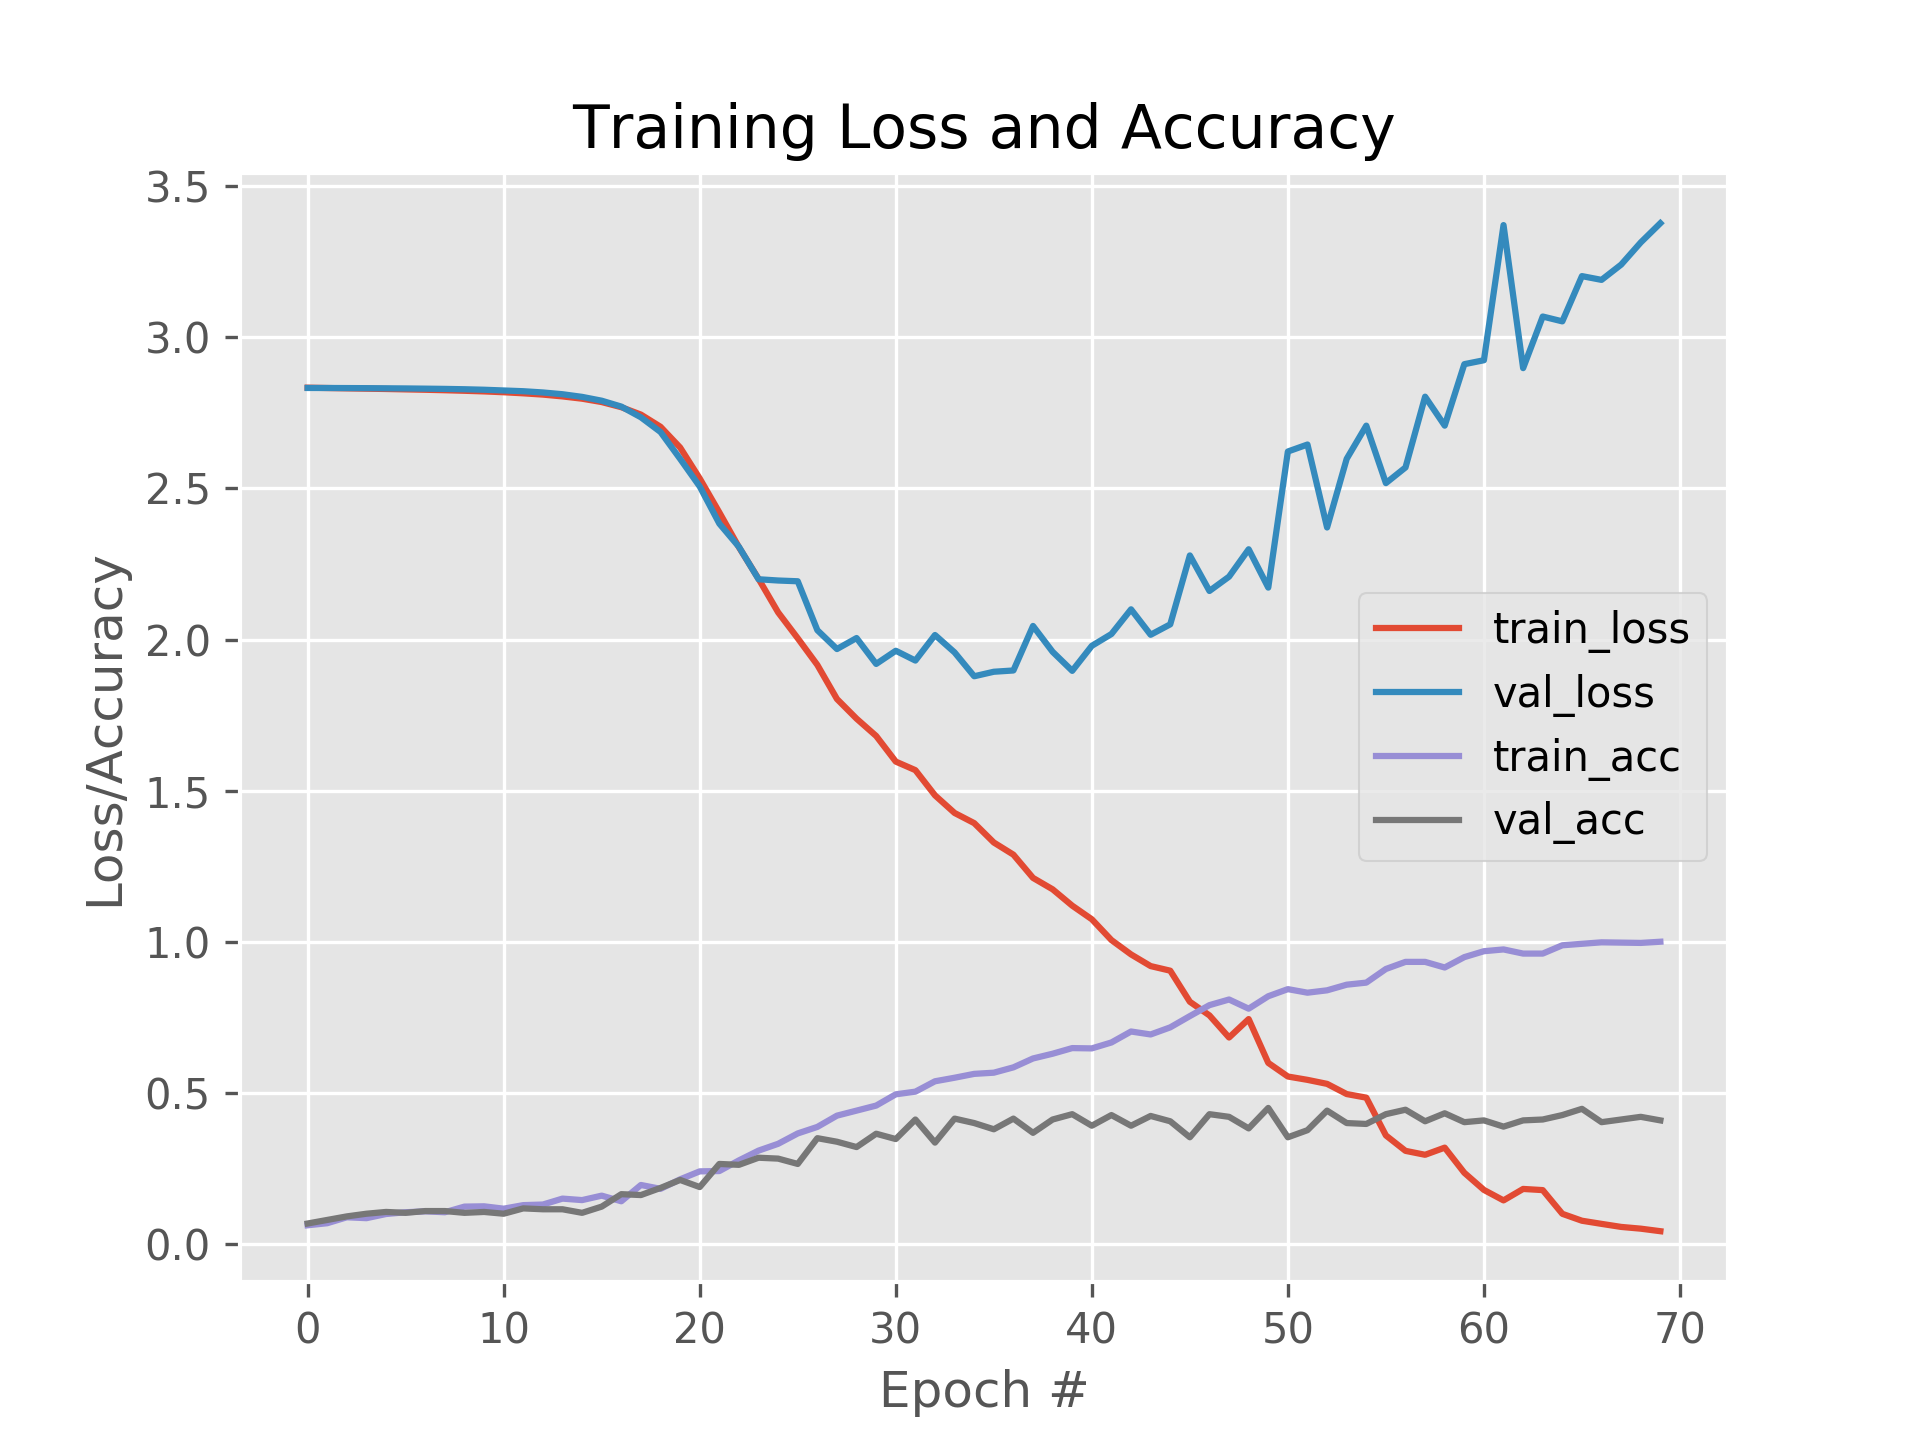 Training Loss and Accuracy
3.5
3.0
2.5
2.0
1.5
1.0
0.5
0.0
Loss/Accuracy
train_loss
val_loss
train_acc
val_acc
0 10 20 30 40 50 60 70
Epoch #